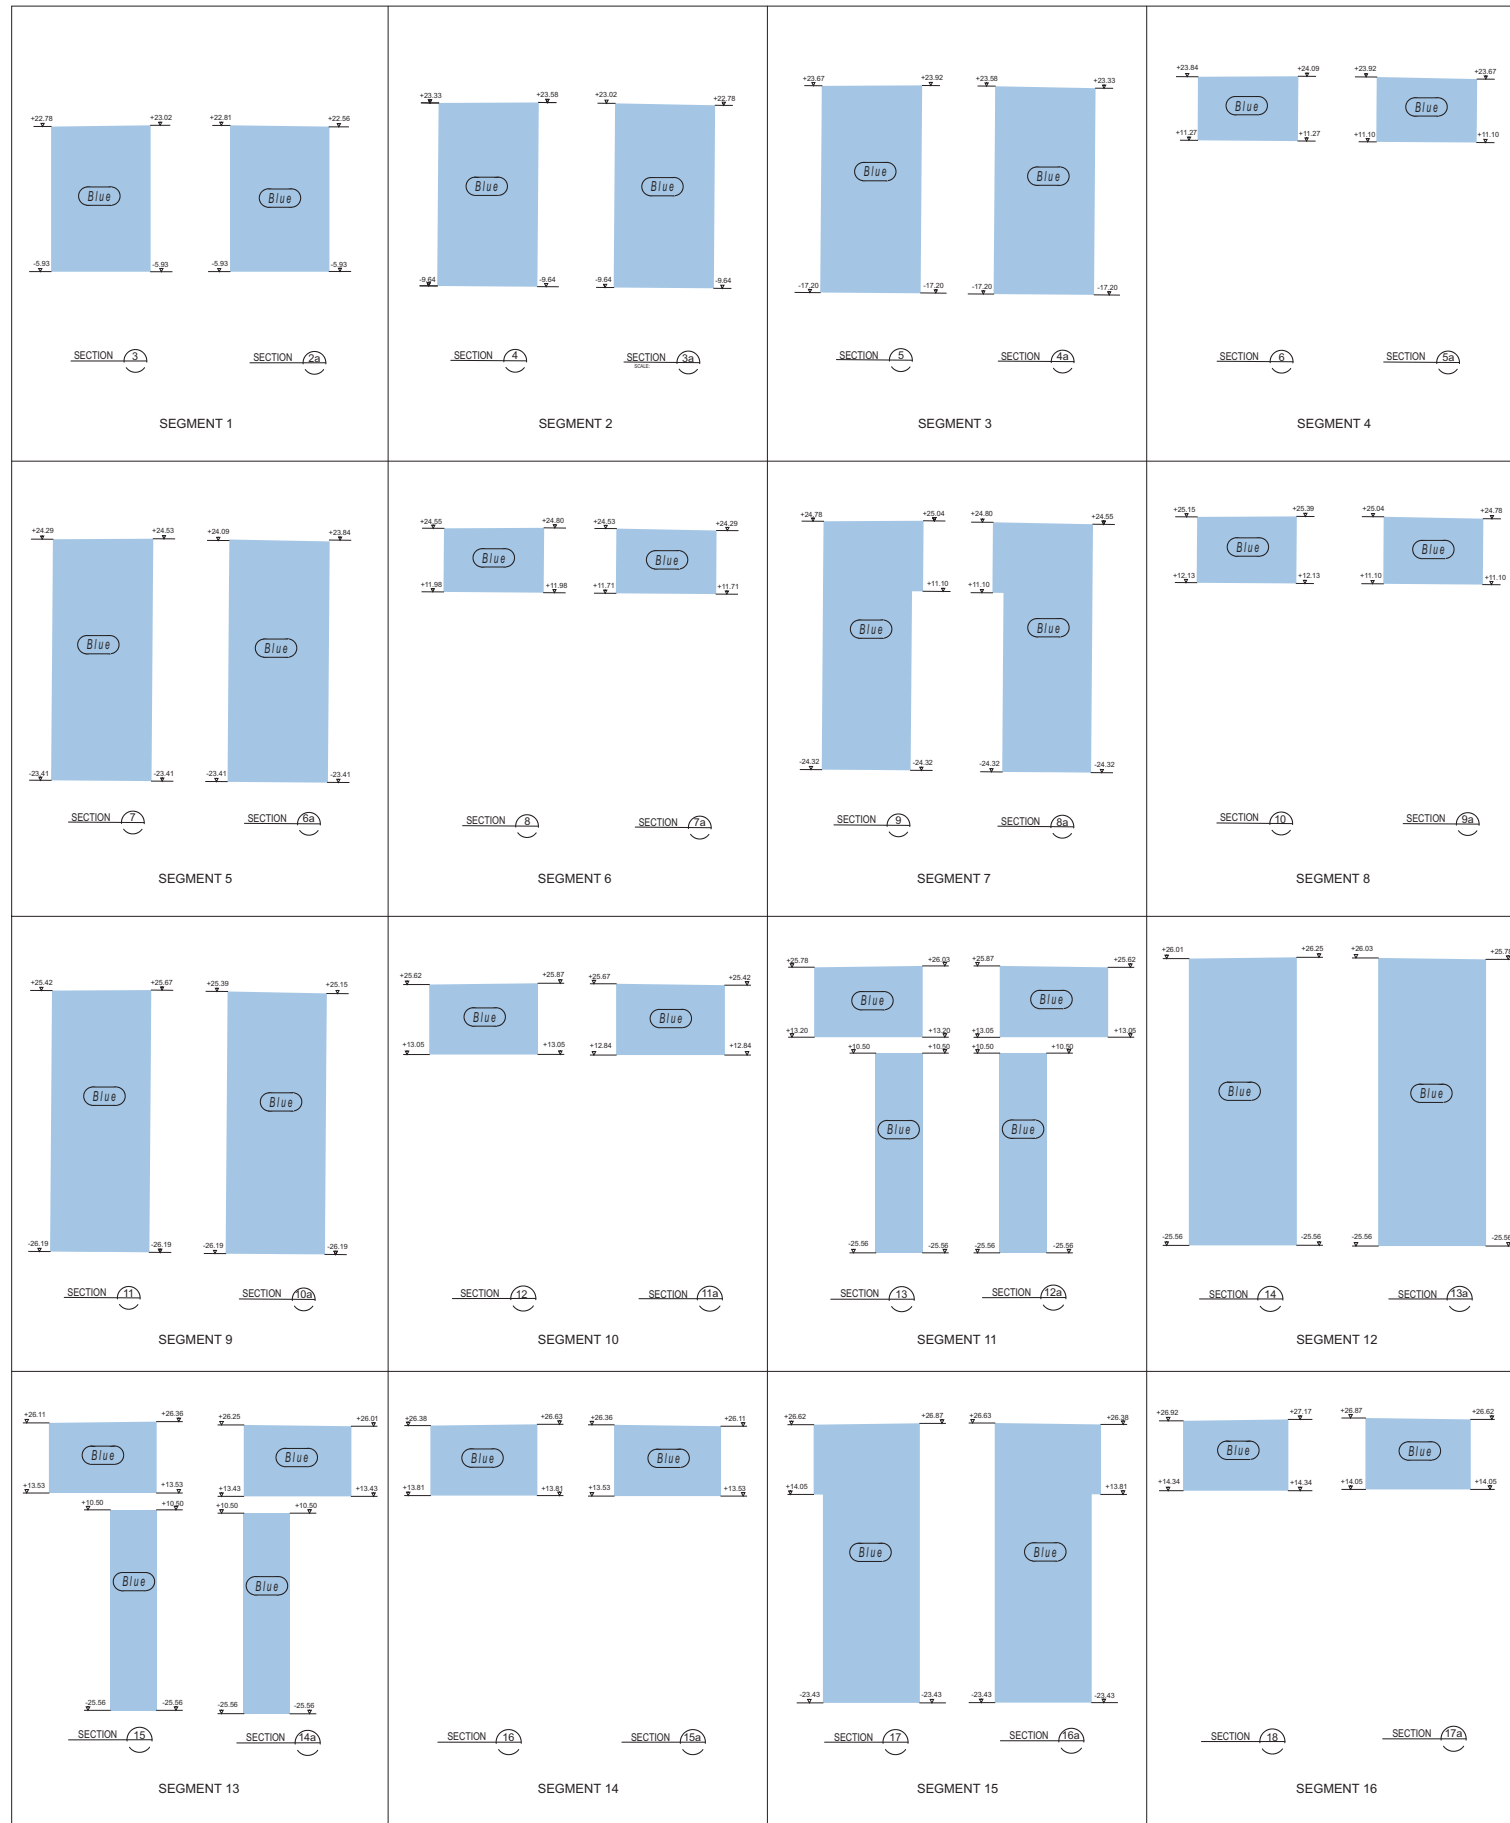 +22.78 +23.02 +22.81 +22.56
Blue Blue
-5.93 -5.93 -5.93 -5.93
SECTION 3 SECTION 2a
SEGMENT 1
+23.33 +23.58 +23.02 +22.78
Blue Blue
-9.64 -9.64 -9.64 -9.64
SECTION 4 SECTION 3a
SCALE:
SEGMENT 2
+23.67 +23.92 +23.58 +23.33
Blue Blue
-17.20 -17.20 -17.20 -17.20
SECTION 5 SECTION 4a
SEGMENT 3
+23.84 +24.09 +23.92 +23.67
Blue Blue
+11.27 +11.27 +11.10 +11.10
SECTION 6 SECTION 5a
SEGMENT 4
+24.29 +24.53 +24.09 +23.84
Blue Blue
-23.41 -23.41 -23.41 -23.41
SECTION 7 SECTION 6a
SEGMENT 5
+24.55 +24.80 +24.53 +24.29
Blue Blue
+11.98 +11.98 +11.71 +11.71
SECTION 8 SECTION 7a
SEGMENT 6
+24.78 +25.04 +24.80 +24.55
+11.10 +11.10
Blue Blue
-24.32 -24.32 -24.32 -24.32
SECTION 9 SECTION 8a
SEGMENT 7
+25.15 +25.39 +25.04 +24.78
Blue Blue
+12.13 +12.13 +11.10 +11.10
SECTION 10 SECTION 9a
SEGMENT 8
+25.42 +25.67 +25.39 +25.15
Blue Blue
-26.19 -26.19 -26.19 -26.19
SECTION 11 SECTION 10a
SEGMENT 9
+25.62 +25.87 +25.67 +25.42
Blue Blue
+13.05 +13.05 +12.84 +12.84
SECTION 12 SECTION 11a
SEGMENT 10
+25.78 +26.03 +25.87 +25.62
Blue Blue
+13.20 +13.20 +13.05 +13.05
+10.50 +10.50 +10.50 +10.50
Blue Blue
-25.56 -25.56 -25.56 -25.56
SECTION 13 SECTION 12a
SEGMENT 11
+26.01 +26.25 +26.03 +25.78
Blue Blue
-25.56 -25.56 -25.56 -25.56
SECTION 14 SECTION 13a
SEGMENT 12
+26.11 +26.36 +26.25 +26.01
Blue Blue
+13.53 +13.53 +13.43 +13.43
+10.50 +10.50 +10.50 +10.50
Blue Blue
-25.56 -25.56 -25.56 -25.56
SECTION 15 SECTION 14a
SEGMENT 13
+26.38 +26.63 +26.36 +26.11
Blue Blue
+13.81 +13.81 +13.53 +13.53
SECTION 16 SECTION 15a
SEGMENT 14
+26.62 +26.87 +26.63 +26.38
+14.05 +13.81
Blue Blue
-23.43 -23.43 -23.43 -23.43
SECTION 17 SECTION 16a
SEGMENT 15
+26.92 +27.17 +26.87 +26.62
Blue Blue
+14.34 +14.34 +14.05 +14.05
SECTION 18 SECTION 17a
SEGMENT 16